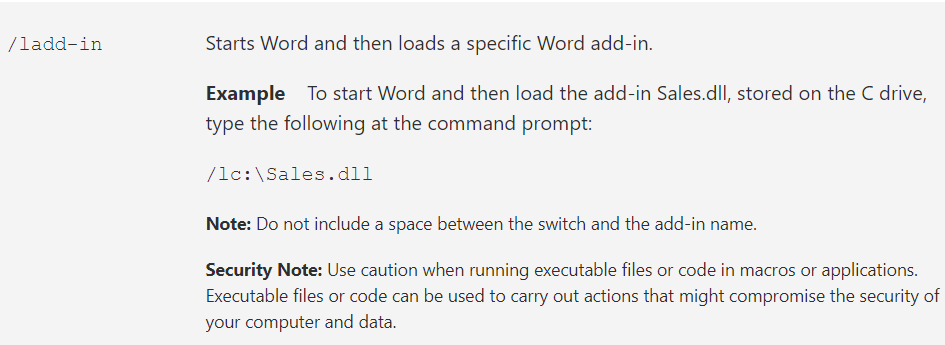 /ladd-in
Starts Word and then loads a specific Word add-in.
Example To start Word and then load the add-in Sales.dll, stored on the C drive,
type the following at the command prompt:
/lc:\Sales.dll
Note: Do not include a space between the switch and the add-in name.
Security Note: Use caution when running executable files or code in macros or applications.
Executable files or code can be used to carry out actions that might compromise the security of
your computer and data.